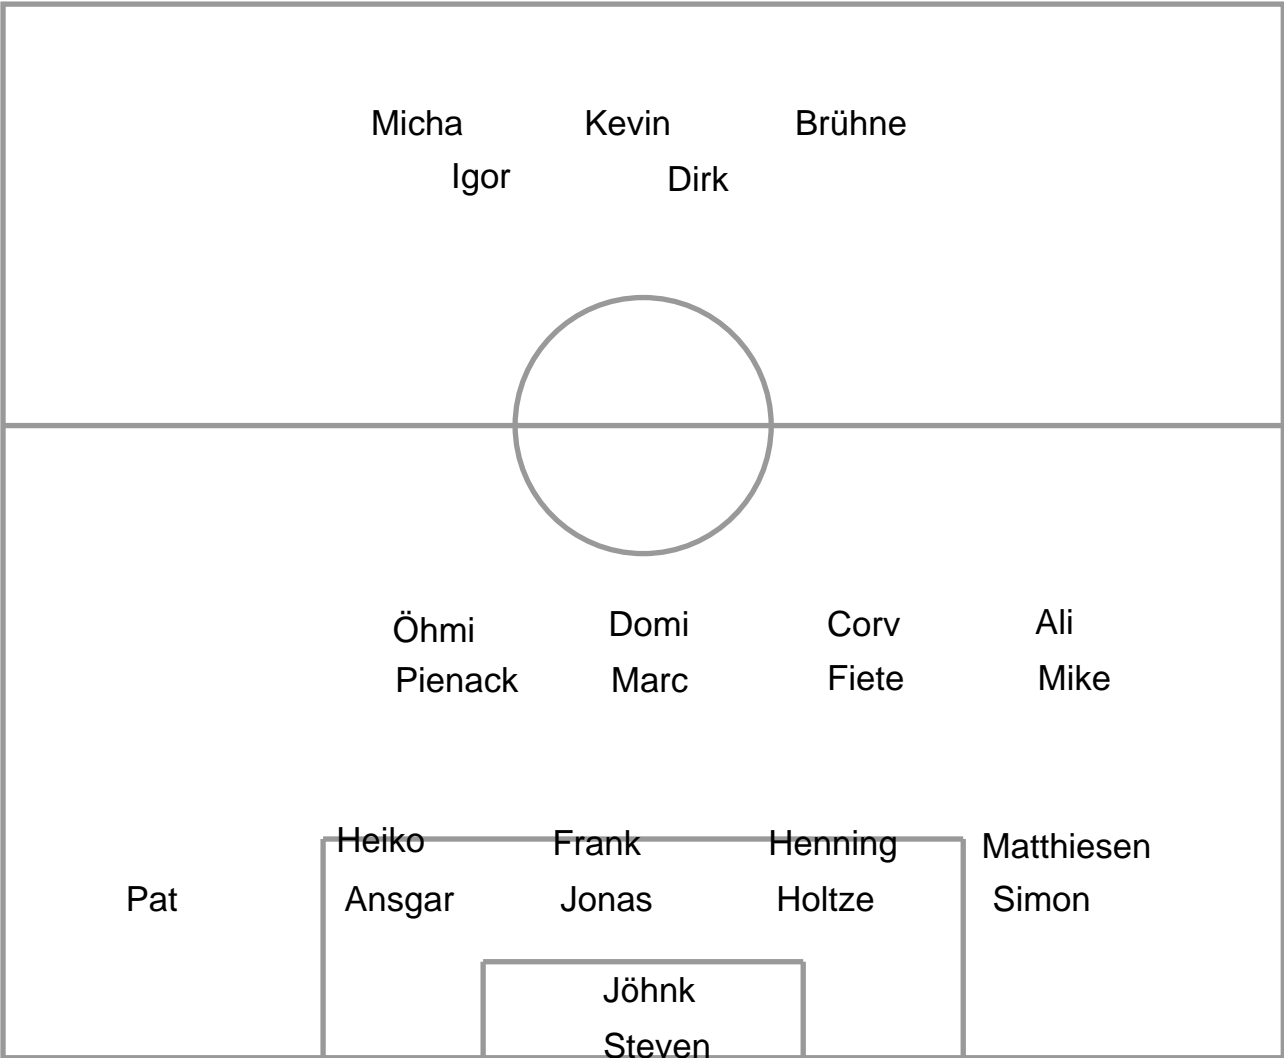 Micha Kevin Brühne
Igor Dirk
Öhmi Domi Corv Ali
Pienack Marc Fiete Mike
Heiko Frank Henning Matthiesen
Pat Ansgar Jonas Holtze Simon
Jöhnk
Steven